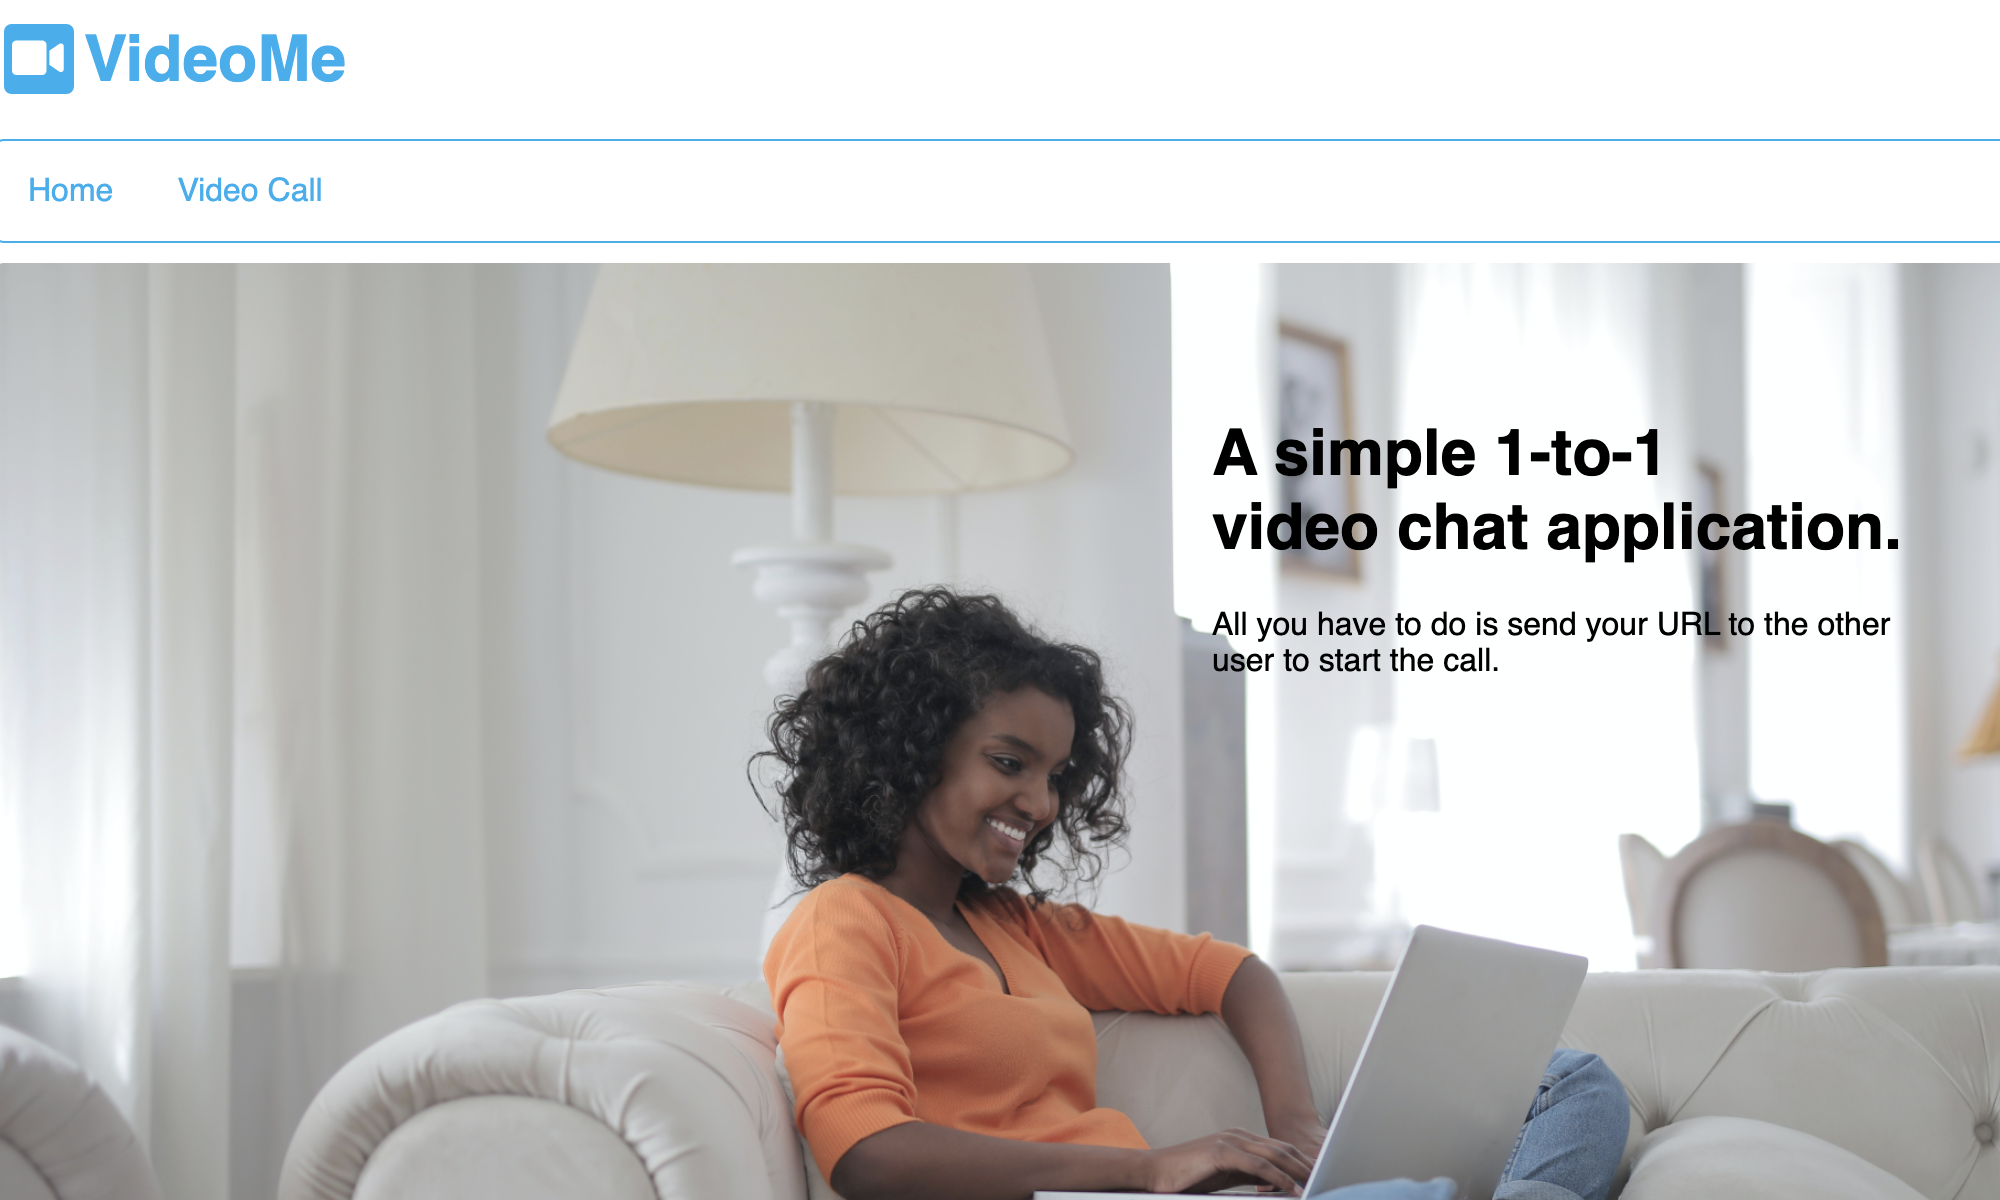 VideoMe
Home
Video Call
A simple 1-to-1
video chat application.
All you have to do is send your URL to the other
user to start the call.